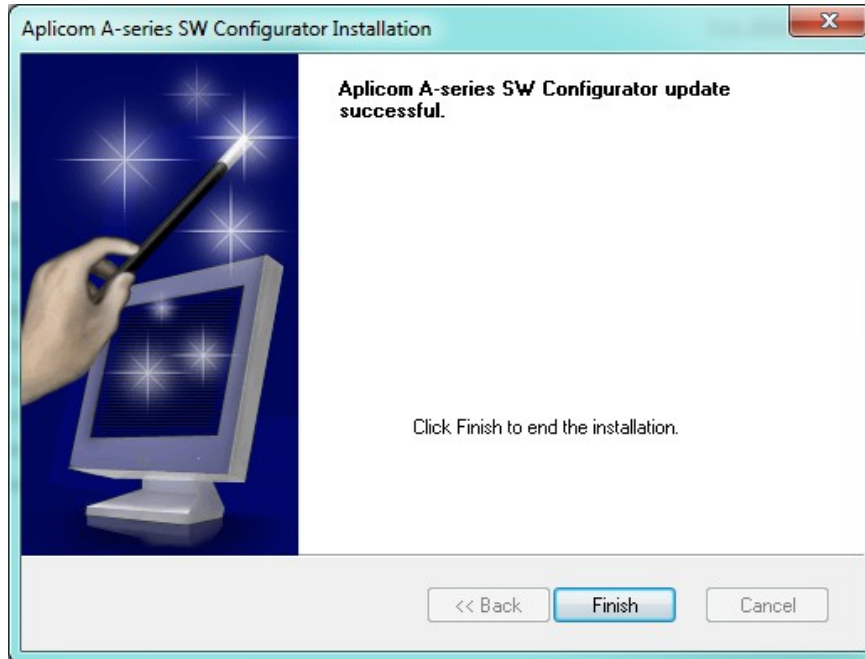 Aplicom A-series SW Configurator Installation
Aplicom A-series SW Configurator update
successful.
Click Finish to end the installation.
<< Back
Finish
Cancel